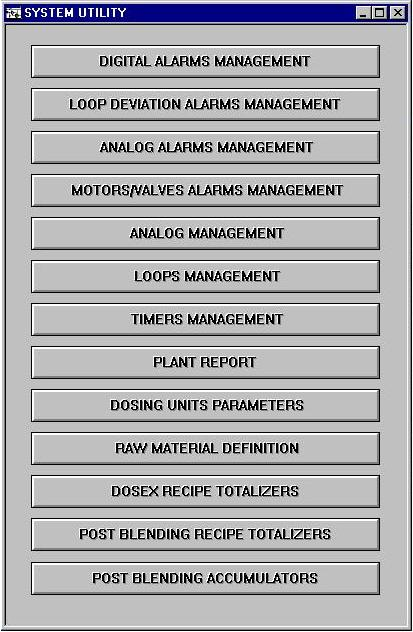 SYSTEM UTILITY
DIGITAL ALARMS MANAGEMENT
LOOP DEVIATION ALARMS MANAGEMENT
ANALOG ALARMS MANAGEMENT
MOTORS/VALVES ALARMS MANAGEMENT
ANALOG MANAGEMENT
LOOPS MANAGEMENT
TIMERS MANAGEMENT
PLANT REPORT
DOSING UNITS PARAMETERS
RAW MATERIAL DEFINITION
DOSEX RECIPE TOTALIZERS
POST BLENDING RECIPE TOTALIZERS
POST BLENDING ACCUMULATORS